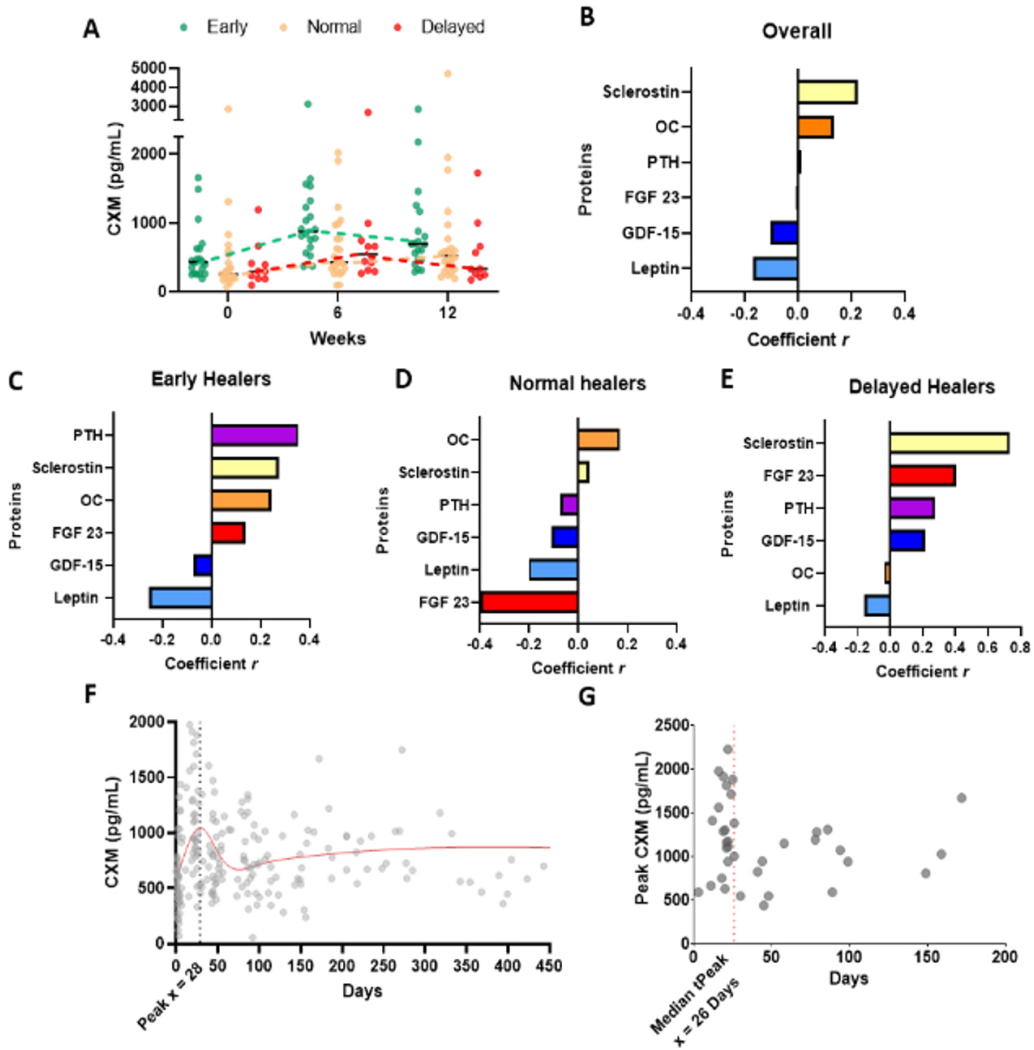 A
Early Normal Delayed
CXM (pg/mL)
5000
4000
3000
2000
1000
0
0 6 12
Weeks
B
Overall
Proteins
Sclerostin
OC
PTH
FGF 23
GDF-15
Leptin
-0.4 -0.2 0.0 0.2 0.4
Coefficient r
C
Early Healers
Proteins
PTH
Sclerostin
OC
FGF 23
GDF-15
Leptin
-0.4 -0.2 0.0 0.2 0.4
Coefficient r
D
Normal healers
Proteins
OC
Sclerostin
PTH
GDF-15
Leptin
FGF 23
-0.4 -0.2 0.0 0.2 0.4
Coefficient r
E
Delayed Healers
Proteins
Sclerostin
FGF 23
PTH
GDF-15
OC
Leptin
-0.4 -0.2 0.0 0.2 0.4 0.6 0.8
Coefficient r
F
CXM (pg/mL)
2000
1500
1000
500
0
0 50 100 150 200 250 300 350 400 450
Peak x = 28
Days
G
Peak CXM (pg/mL)
2500
2000
1500
1000
500
0
0 50 100 150 200
Days
Median tPeak
x = 26 Days